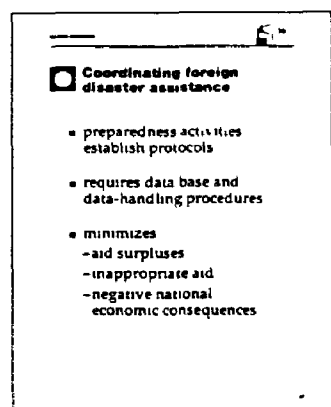 Coordinating foreign
disaster assistance
▪ preparedness activities
establish protocols
▪ requires data base and
data-handling procedures
▪ minimizes
–aid surpluses
–inappropriate aid
–negative national
economic consequences